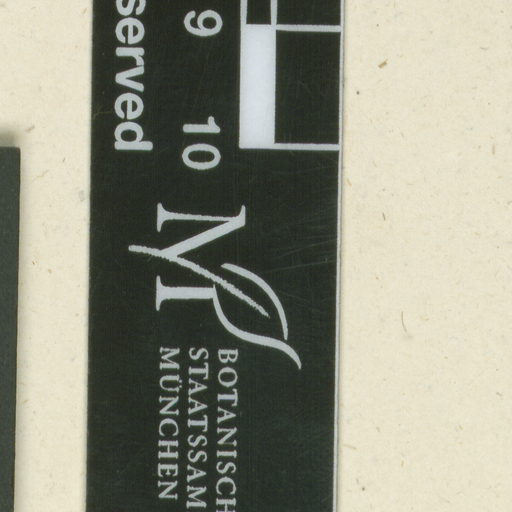 9 10
served
BOTANISCH
STAATSSAM
MÜNCHEN